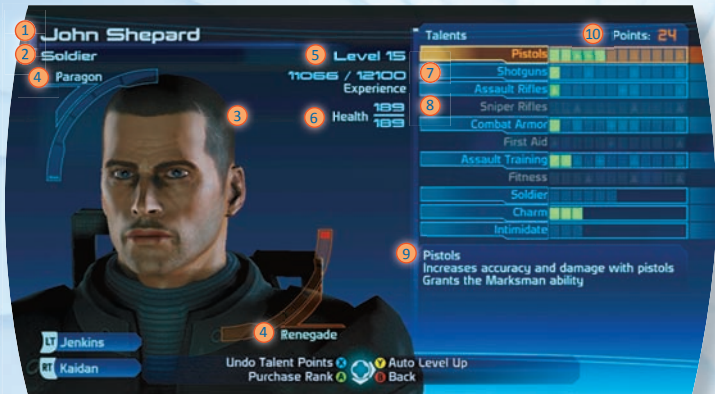 1 John Shepard
2 Soldier
4 Paragon
5 Level 15
11066 / 12100
Experience
6 Health 189
189
3
Talents
10 Points: 24
Pistols
7 Shotguns
Assault Rifles
8 Sniper Rifles
Combat Armor
First Aid
Assault Training
Fitness
Soldier
Charm
Intimidate
9 Pistols
Increases accuracy and damage with pistols
Grants the Marksman ability
4 Renegade
LT Jenkins
RT Kaidan
Undo Talent Points X Y Auto Level Up
Purchase Rank A B Back